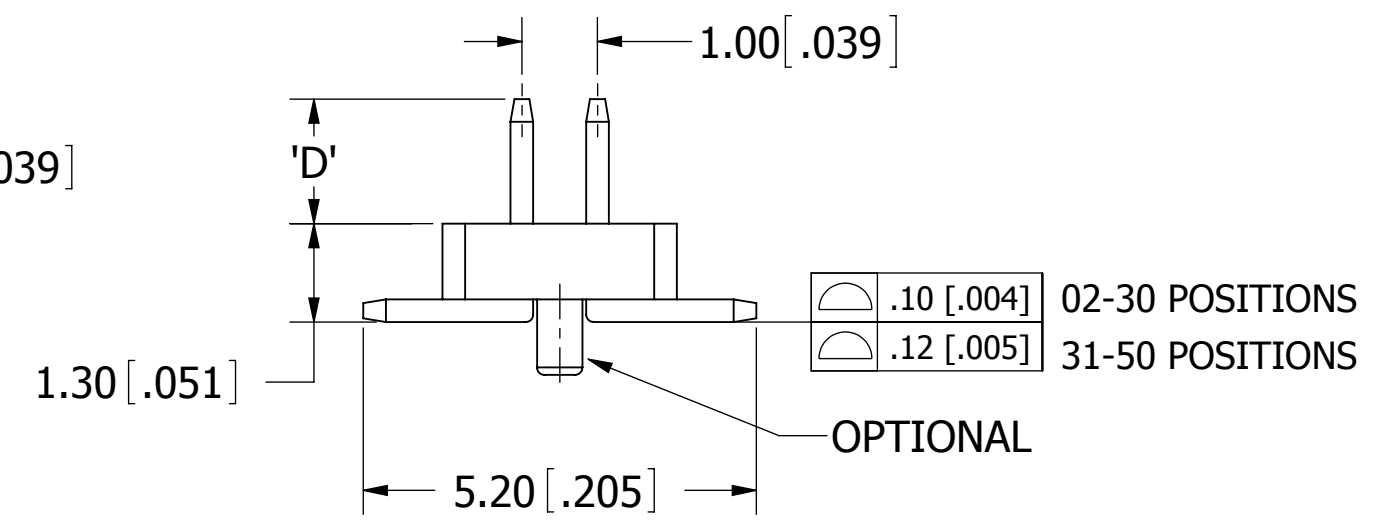 1.00[.039]
'D'
039]
.10 [.004] 02-30 POSITIONS
.12 [.005] 31-50 POSITIONS
1.30[.051]
OPTIONAL
5.20[.205]